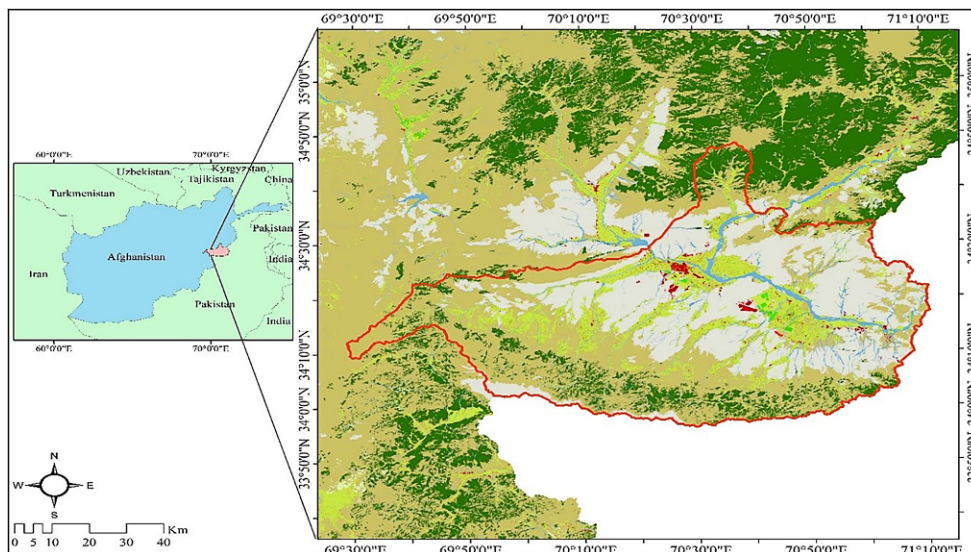 69°30'0"E 69°50'0"E 70°10'0"E 70°30'0"E 70°50'0"E 71°10'0"E
35°0'0"N
34°50'0"N
60°0'0"E 70°0'0"E
Uzbekistan
Kyrgyzstan
Tajikistan
China
Turkmenistan
Pakistan
34°30'0"N
Afghanistan
India
Iran
Pakistan
India
60°0'0"E 70°0'0"E
34°10'0"N
34°0'0"N
33°50'0"N
N
W E
S
0 5 10 20 30 40
Km
69°30'0"E 69°50'0"E 70°10'0"E 70°30'0"E 70°50'0"E 71°10'0"E